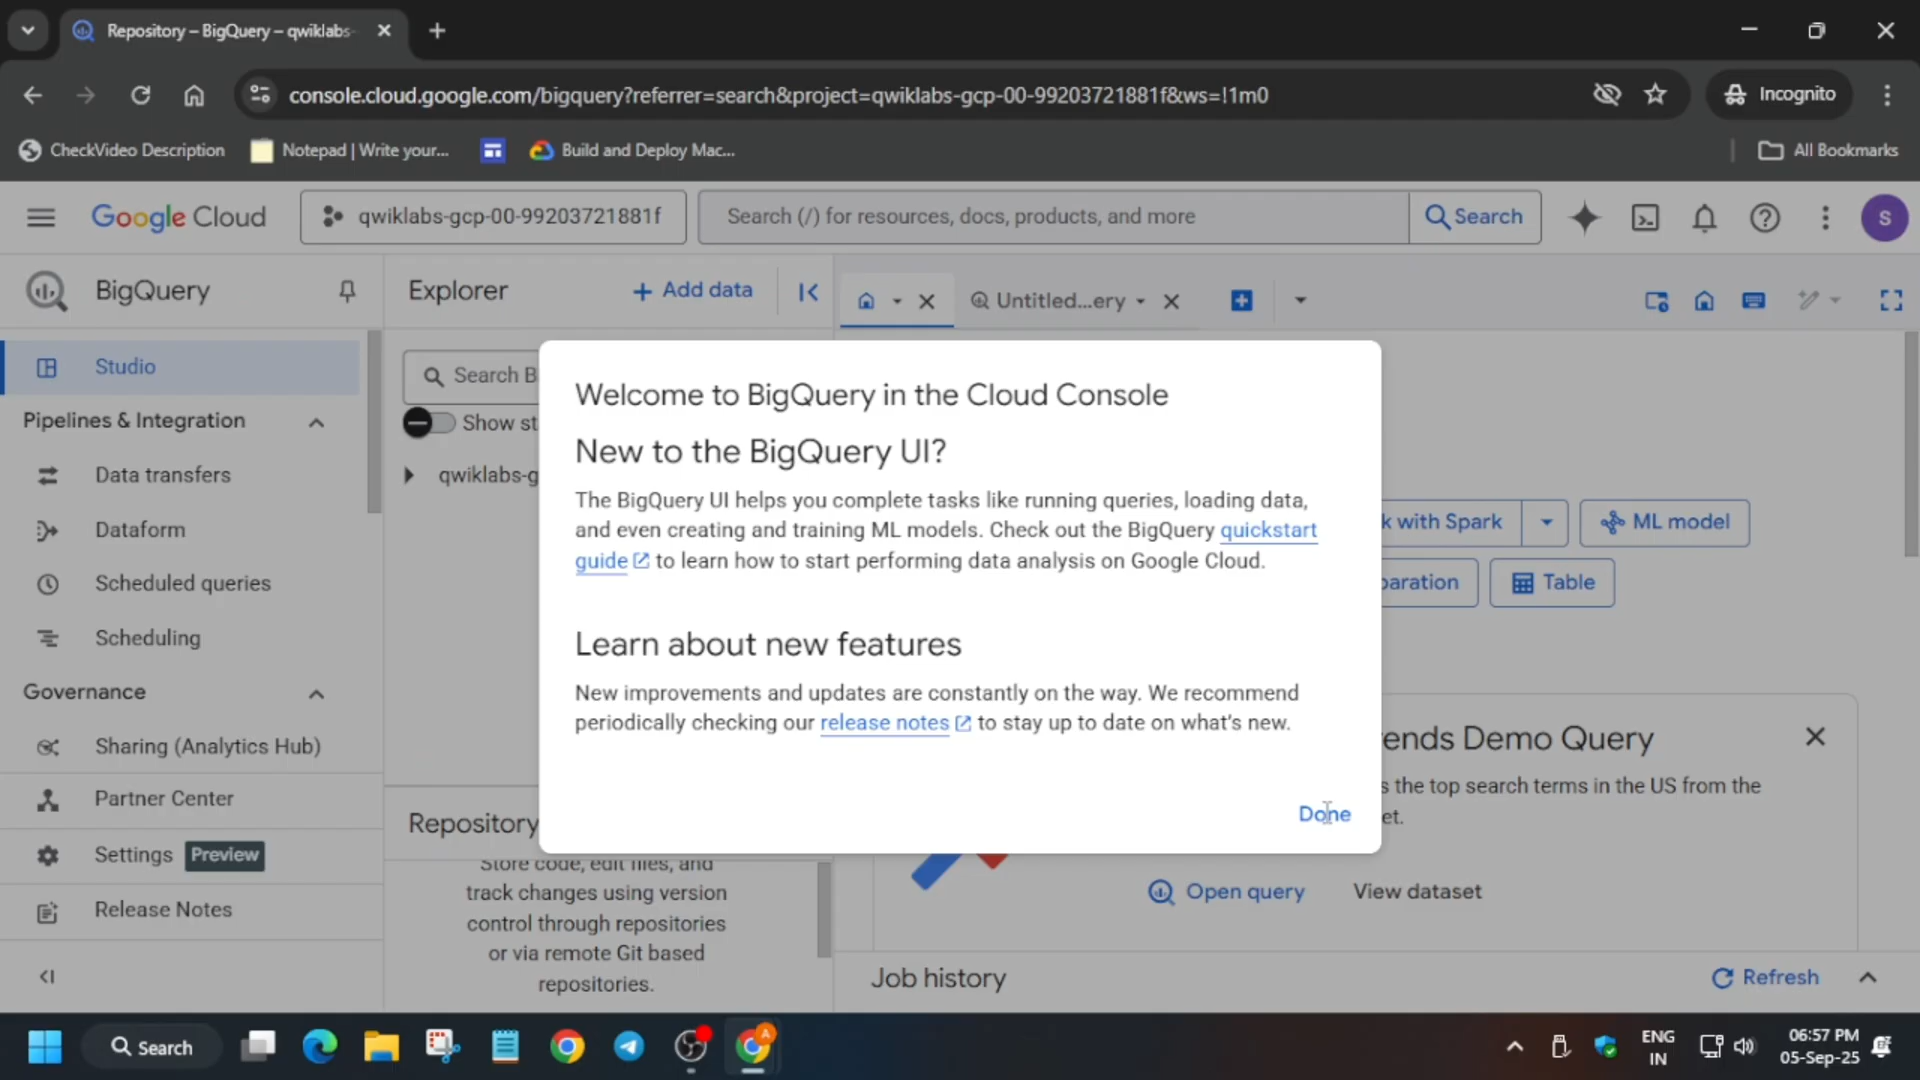 Repository – BigQuery – qwiklabs-
console.cloud.google.com/bigquery?referrer=search&project=qwiklabs-gcp-00-99203721881f&ws=!1m0
Incognito
CheckVideo Description
Notepad | Write your...
Build and Deploy Mac...
All Bookmarks
Google Cloud
qwiklabs-gcp-00-99203721881f
Search (/) for resources, docs, products, and more
Search
S
BigQuery
Explorer
+ Add data
Untitled...ery
Studio
Search B
Pipelines & Integration
Show st
Data transfers
qwiklabs-g
Dataform
Scheduled queries
Scheduling
Governance
Sharing (Analytics Hub)
Partner Center
Settings Preview
Release Notes
Repository
Store code, edit files, and
track changes using version
control through repositories
or via remote Git based
repositories.
Welcome to BigQuery in the Cloud Console
New to the BigQuery UI?
The BigQuery UI helps you complete tasks like running queries, loading data,
and even creating and training ML models. Check out the BigQuery quickstart
guide to learn how to start performing data analysis on Google Cloud.
Learn about new features
New improvements and updates are constantly on the way. We recommend
periodically checking our release notes to stay up to date on what's new.
Done
k with Spark
ML model
paration
Table
ends Demo Query
s the top search terms in the US from the
et.
Open query
View dataset
Job history
Refresh
Search
ENG
IN
06:57 PM
05-Sep-25